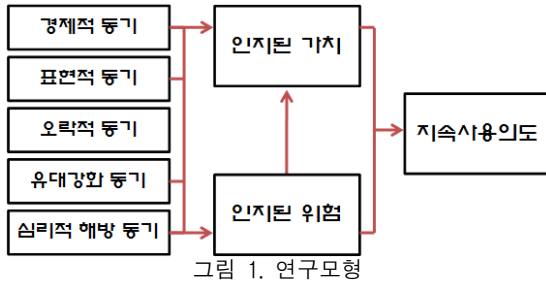 경제적 동기
표현적 동기
오락적 동기
유대강화 동기
심리적 해방 동기
인지된 가치
인지된 위험
지속사용의도
그림 1. 연구모형